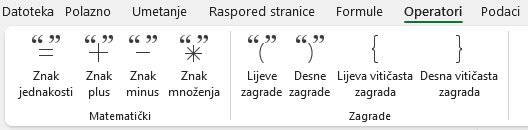 Datoteka Polazno Umetanje Raspored stranice Formule Operatori Podaci
“=” “+” “−” “*” “(” “)” { }
Znak jednakosti Znak plus Znak minus Znak množenja Lijeve zagrade Desne zagrade Lijeva vitičasta zagrada Desna vitičasta zagrada
Matematički Zagrade